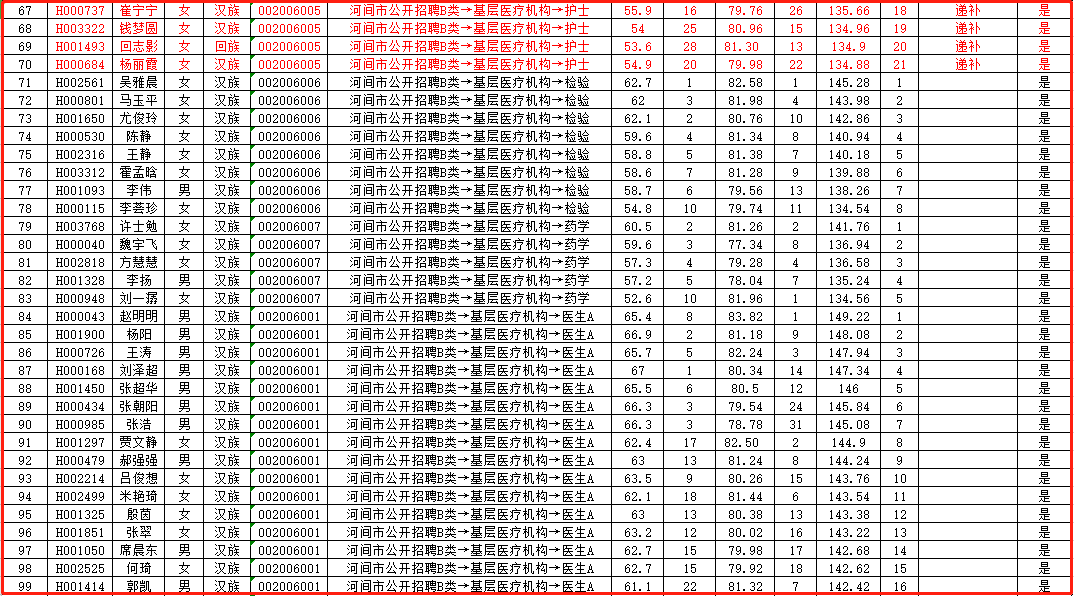 67 H000737 崔宁宁 女 汉族 002006005 河间市公开招聘B类→基层医疗机构→护士 55.9 16 79.76 26 135.66 18 递补 是
68 H003322 钱梦圆 女 汉族 002006005 河间市公开招聘B类→基层医疗机构→护士 54 25 80.96 15 134.96 19 递补 是
69 H001493 回志影 女 回族 002006005 河间市公开招聘B类→基层医疗机构→护士 53.6 28 81.30 13 134.9 20 递补 是
70 H000684 杨丽霞 女 汉族 002006005 河间市公开招聘B类→基层医疗机构→护士 54.9 20 79.98 22 134.88 21 递补 是
71 H002561 吴雅晨 女 汉族 002006006 河间市公开招聘B类→基层医疗机构→检验 62.7 1 82.58 1 145.28 1 是
72 H000801 马玉平 女 汉族 002006006 河间市公开招聘B类→基层医疗机构→检验 62 3 81.98 4 143.98 2 是
73 H001650 尤俊玲 女 汉族 002006006 河间市公开招聘B类→基层医疗机构→检验 62.1 2 80.76 10 142.86 3 是
74 H000530 陈静 女 汉族 002006006 河间市公开招聘B类→基层医疗机构→检验 59.6 4 81.34 8 140.94 4 是
75 H002316 王静 女 汉族 002006006 河间市公开招聘B类→基层医疗机构→检验 58.8 5 81.38 7 140.18 5 是
76 H003312 霍孟晗 女 汉族 002006006 河间市公开招聘B类→基层医疗机构→检验 58.6 7 81.28 9 139.88 6 是
77 H001093 李伟 男 汉族 002006006 河间市公开招聘B类→基层医疗机构→检验 58.7 6 79.56 13 138.26 7 是
78 H000115 李荟珍 女 汉族 002006006 河间市公开招聘B类→基层医疗机构→检验 54.8 10 79.74 11 134.54 8 是
79 H003768 许士勉 女 汉族 002006007 河间市公开招聘B类→基层医疗机构→药学 60.5 2 81.26 2 141.76 1 是
80 H000040 魏宇飞 女 汉族 002006007 河间市公开招聘B类→基层医疗机构→药学 59.6 3 77.34 8 136.94 2 是
81 H002818 方慧慧 女 汉族 002006007 河间市公开招聘B类→基层医疗机构→药学 57.3 4 79.28 4 136.58 3 是
82 H001328 李扬 男 汉族 002006007 河间市公开招聘B类→基层医疗机构→药学 57.2 5 78.04 7 135.24 4 是
83 H000948 刘一孱 女 汉族 002006007 河间市公开招聘B类→基层医疗机构→药学 52.6 10 81.96 1 134.56 5 是
84 H000043 赵明明 男 汉族 002006001 河间市公开招聘B类→基层医疗机构→医生A 65.4 8 83.82 1 149.22 1 是
85 H001900 杨阳 男 汉族 002006001 河间市公开招聘B类→基层医疗机构→医生A 66.9 2 81.18 9 148.08 2 是
86 H000726 王涛 男 汉族 002006001 河间市公开招聘B类→基层医疗机构→医生A 65.7 5 82.24 3 147.94 3 是
87 H000168 刘泽超 男 汉族 002006001 河间市公开招聘B类→基层医疗机构→医生A 67 1 80.34 14 147.34 4 是
88 H001450 张超华 男 汉族 002006001 河间市公开招聘B类→基层医疗机构→医生A 65.5 6 80.5 12 146 5 是
89 H000434 张朝阳 男 汉族 002006001 河间市公开招聘B类→基层医疗机构→医生A 66.3 3 79.54 24 145.84 6 是
90 H000985 张浩 男 汉族 002006001 河间市公开招聘B类→基层医疗机构→医生A 66.3 3 78.78 31 145.08 7 是
91 H001297 贾文静 女 汉族 002006001 河间市公开招聘B类→基层医疗机构→医生A 62.4 17 82.50 2 144.9 8 是
92 H000479 郝强强 男 汉族 002006001 河间市公开招聘B类→基层医疗机构→医生A 63 13 81.24 8 144.24 9 是
93 H002214 吕俊想 女 汉族 002006001 河间市公开招聘B类→基层医疗机构→医生A 63.5 9 80.26 15 143.76 10 是
94 H002499 米艳琦 女 汉族 002006001 河间市公开招聘B类→基层医疗机构→医生A 62.1 18 81.44 6 143.54 11 是
95 H001325 殷茵 女 汉族 002006001 河间市公开招聘B类→基层医疗机构→医生A 63 13 80.38 13 143.38 12 是
96 H001851 张翠 女 汉族 002006001 河间市公开招聘B类→基层医疗机构→医生A 63.2 12 80.02 16 143.22 13 是
97 H001050 席晨东 男 汉族 002006001 河间市公开招聘B类→基层医疗机构→医生A 62.7 15 79.98 17 142.68 14 是
98 H002525 何琦 女 汉族 002006001 河间市公开招聘B类→基层医疗机构→医生A 62.7 15 79.92 18 142.62 15 是
99 H001414 郭凯 男 汉族 002006001 河间市公开招聘B类→基层医疗机构→医生A 61.1 22 81.32 7 142.42 16 是